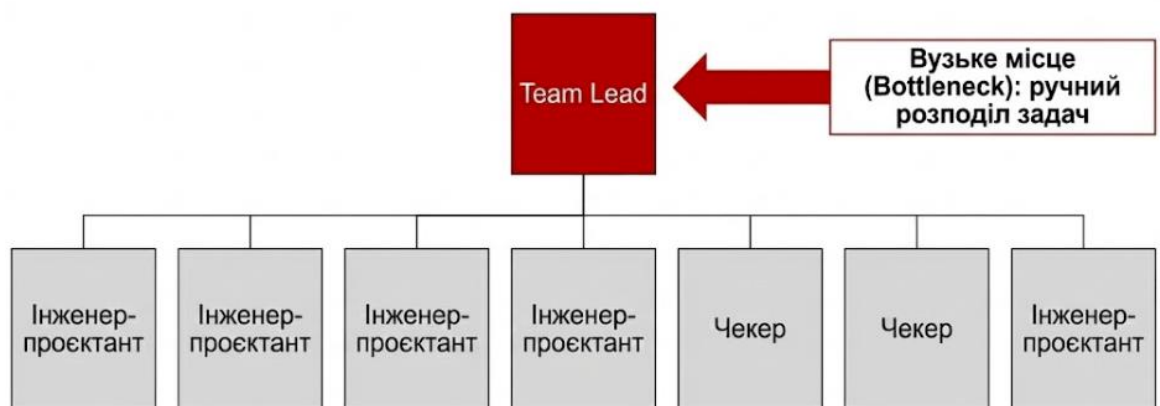 Team Lead
Вузьке місце
(Bottleneck): ручний
розподіл задач
Інженер-
проєктант
Інженер-
проєктант
Інженер-
проєктант
Інженер-
проєктант
Чекер
Чекер
Інженер-
проєктант